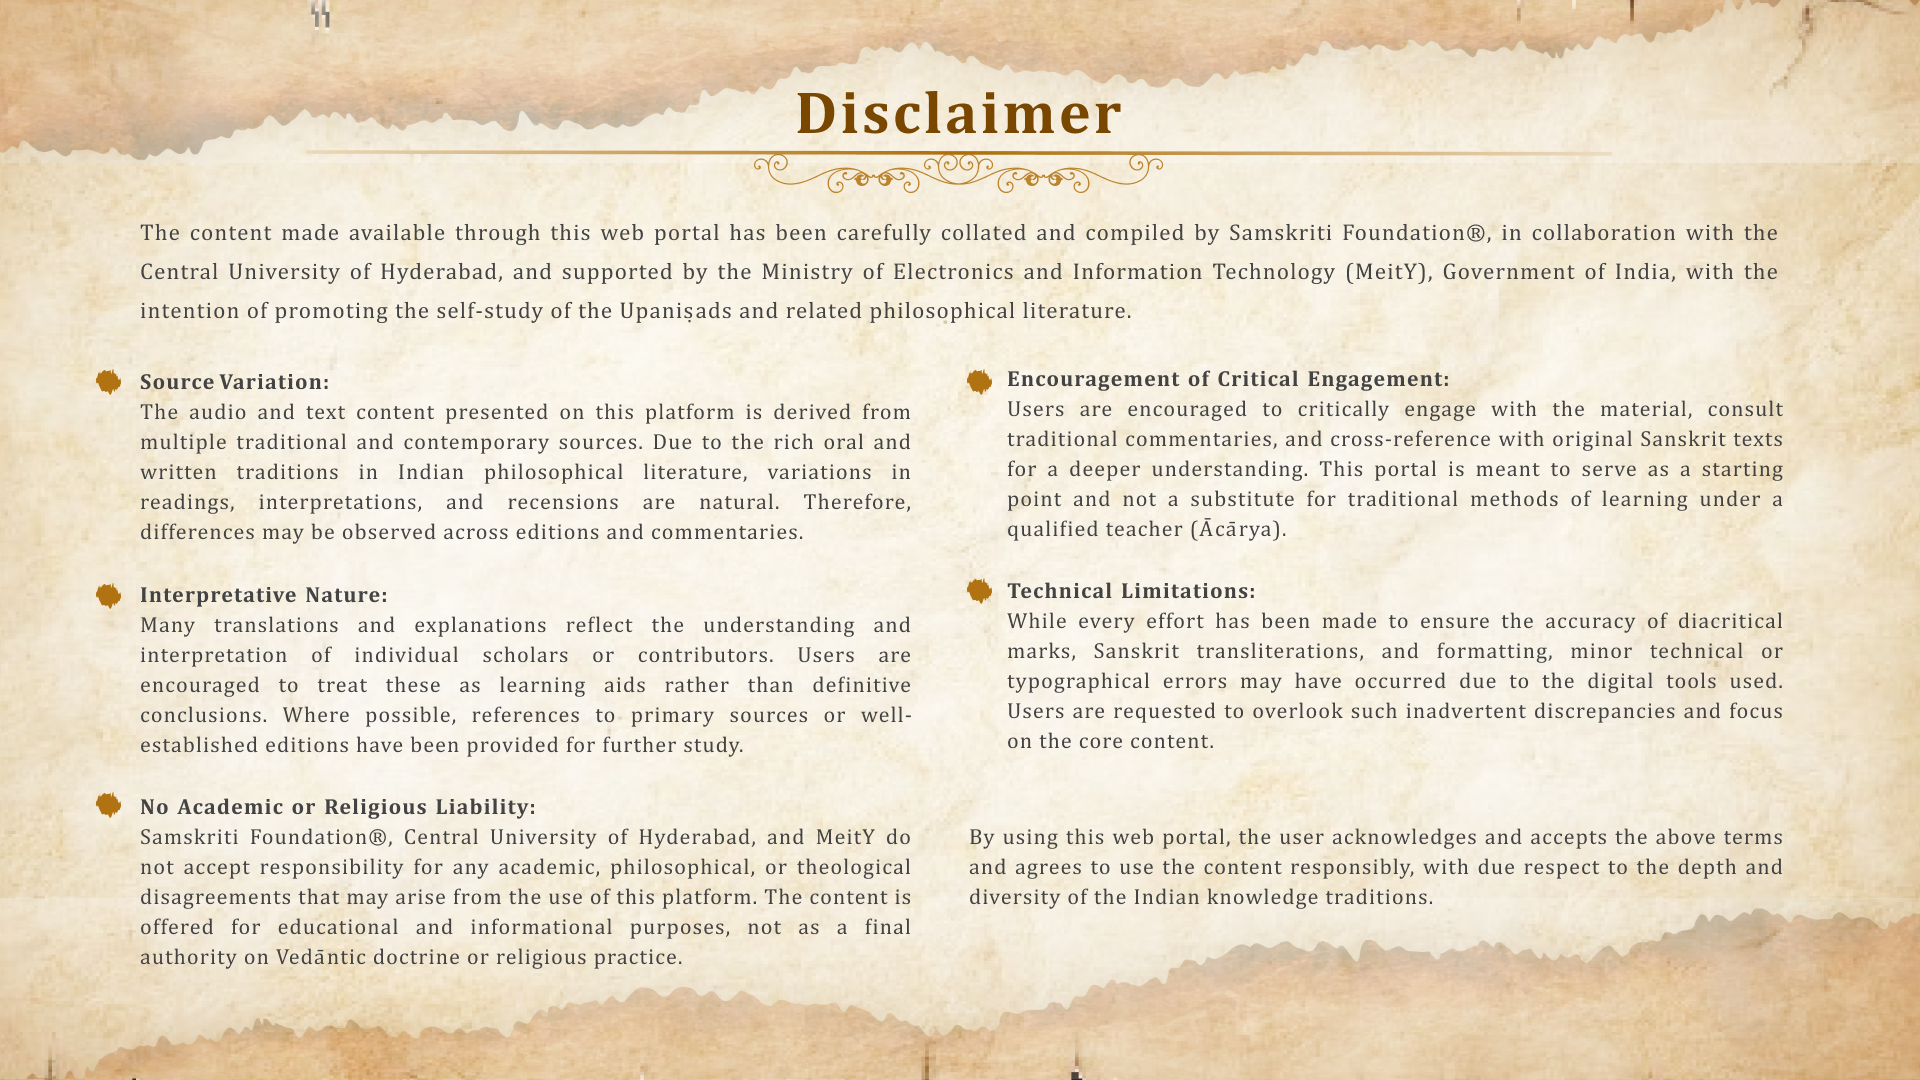 Disclaimer
The content made available through this web portal has been carefully collated and compiled by Samskriti Foundation®, in collaboration with the
Central University of Hyderabad, and supported by the Ministry of Electronics and Information Technology (MeitY), Government of India, with the
intention of promoting the self-study of the Upaniṣads and related philosophical literature.
Source Variation:
The audio and text content presented on this platform is derived from
multiple traditional and contemporary sources. Due to the rich oral and
written traditions in Indian philosophical literature, variations in
readings, interpretations, and recensions are natural. Therefore,
differences may be observed across editions and commentaries.
Interpretative Nature:
Many translations and explanations reflect the understanding and
interpretation of individual scholars or contributors. Users are
encouraged to treat these as learning aids rather than definitive
conclusions. Where possible, references to primary sources or well-
established editions have been provided for further study.
No Academic or Religious Liability:
Samskriti Foundation®, Central University of Hyderabad, and MeitY do
not accept responsibility for any academic, philosophical, or theological
disagreements that may arise from the use of this platform. The content is
offered for educational and informational purposes, not as a final
authority on Vedāntic doctrine or religious practice.
Encouragement of Critical Engagement:
Users are encouraged to critically engage with the material, consult
traditional commentaries, and cross-reference with original Sanskrit texts
for a deeper understanding. This portal is meant to serve as a starting
point and not a substitute for traditional methods of learning under a
qualified teacher (Ācārya).
Technical Limitations:
While every effort has been made to ensure the accuracy of diacritical
marks, Sanskrit transliterations, and formatting, minor technical or
typographical errors may have occurred due to the digital tools used.
Users are requested to overlook such inadvertent discrepancies and focus
on the core content.
By using this web portal, the user acknowledges and accepts the above terms
and agrees to use the content responsibly, with due respect to the depth and
diversity of the Indian knowledge traditions.